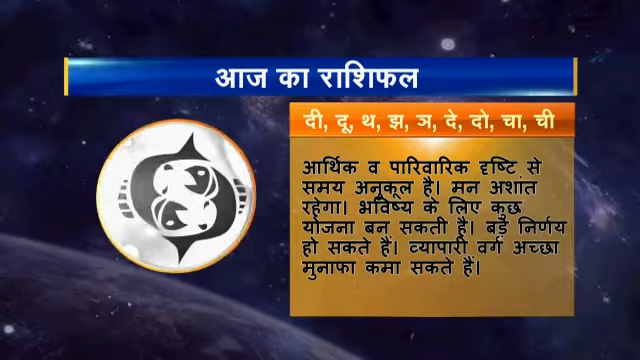 आज का राशिफल
दी, दू, थ, झ, ञ, दे, दो, चा, ची
आर्थिक व पारिवारिक दृष्टि से
समय अनुकूल है। मन अशांत
रहेगा। भविष्य के लिए कुछ
योजना बन सकती है। बड़े निर्णय
हो सकते हैं। व्यापारी वर्ग अच्छा
मुनाफा कमा सकते हैं।